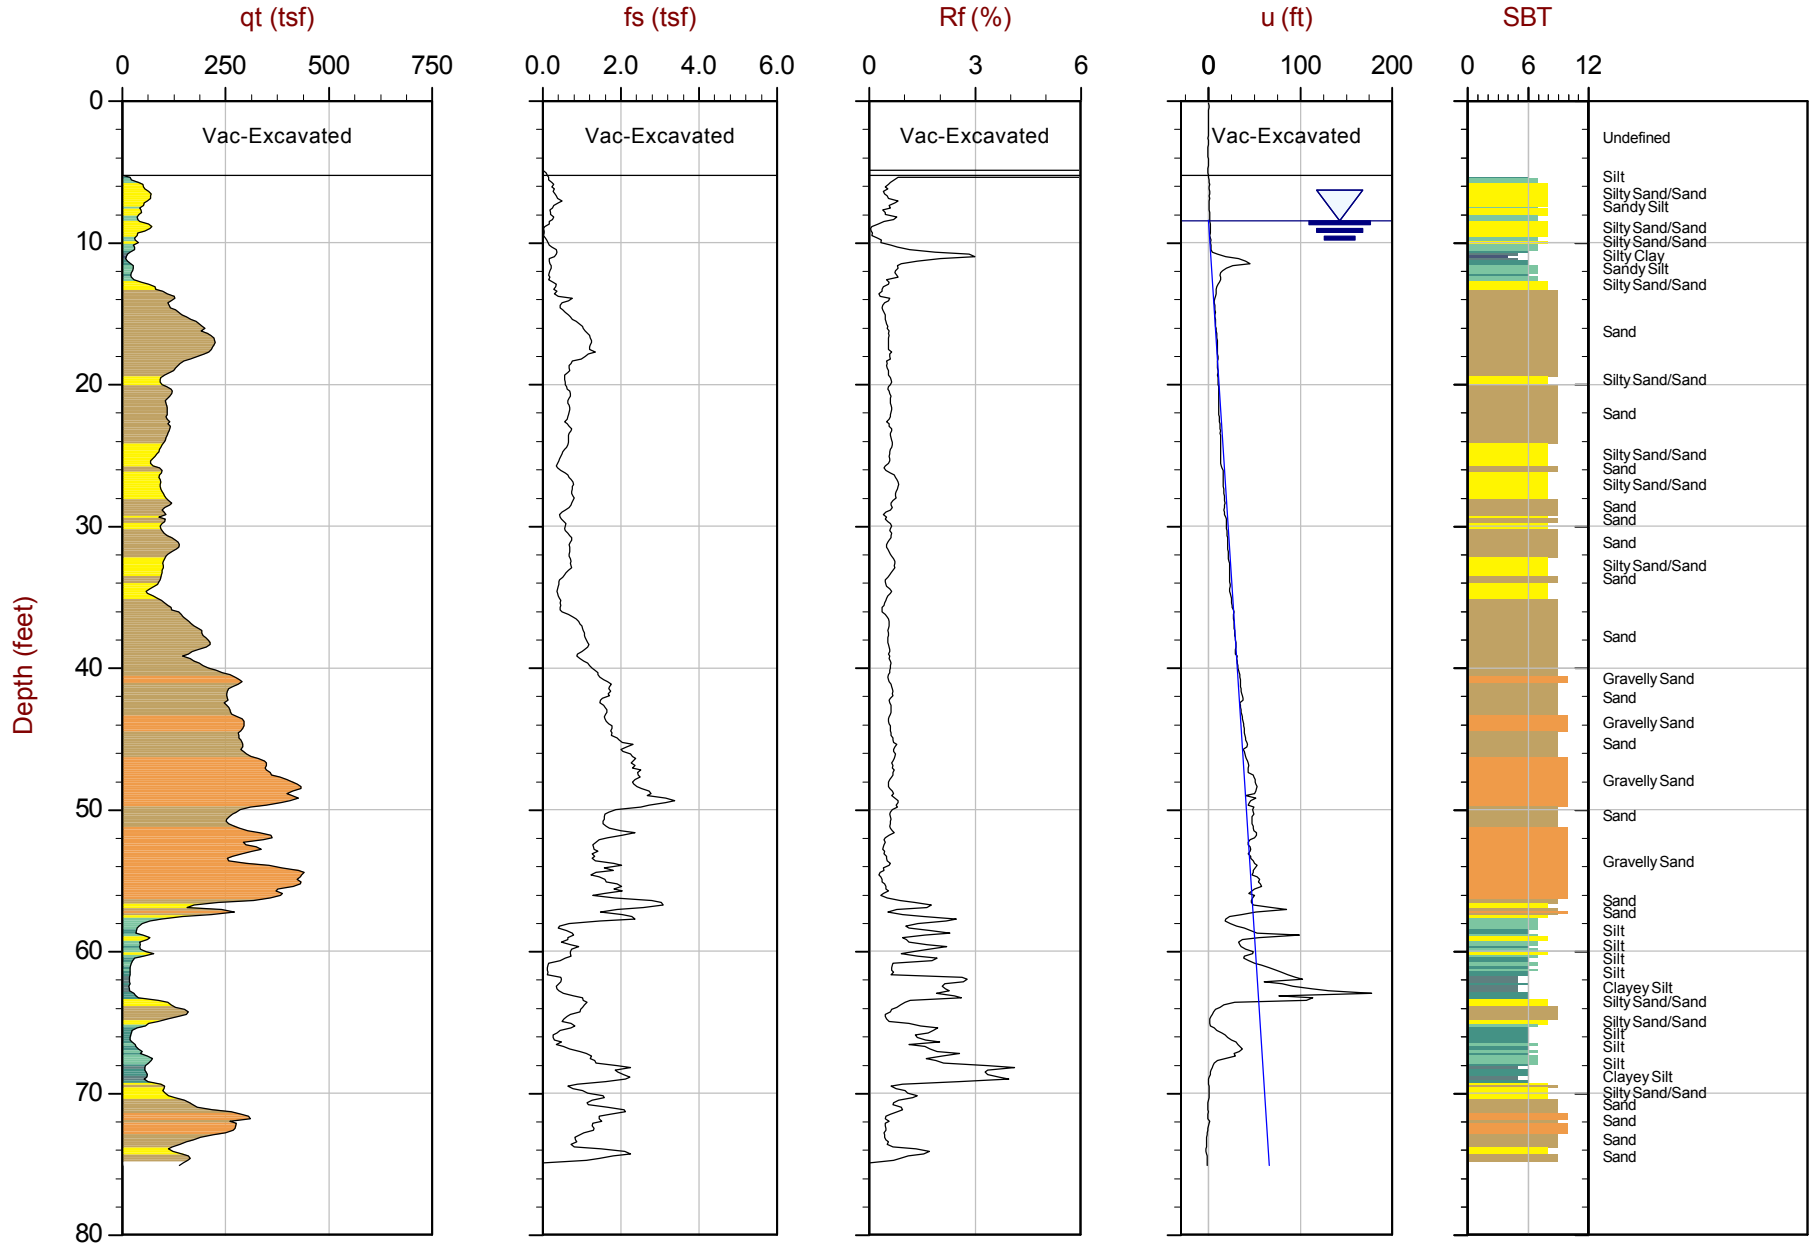 qt (tsf) fs (tsf) Rf (%) u (ft) SBT
0 250 500 750 0.0 2.0 4.0 6.0 0 3 6 0 100 200 0 6 12
0
Vac-Excavated Vac-Excavated Vac-Excavated Vac-Excavated
Undefined
Silt
Silty Sand/Sand
Sandy Silt
Silty Sand/Sand
10
Silty Sand/Sand
Silty Clay
Sandy Silt
Silty Sand/Sand
Sand
20
Silty Sand/Sand
Sand
Silty Sand/Sand
Sand
Silty Sand/Sand
Sand
30
Sand
Sand
Silty Sand/Sand
Sand
Depth (feet)
Sand
40
Gravelly Sand
Sand
Gravelly Sand
Sand
Gravelly Sand
50
Sand
Gravelly Sand
Sand
Sand
Silt
Silt
60
Silt
Silt
Clayey Silt
Silty Sand/Sand
Silty Sand/Sand
Silt
Silt
Silt
Clayey Silt
70
Silty Sand/Sand
Sand
Sand
Sand
Sand
80